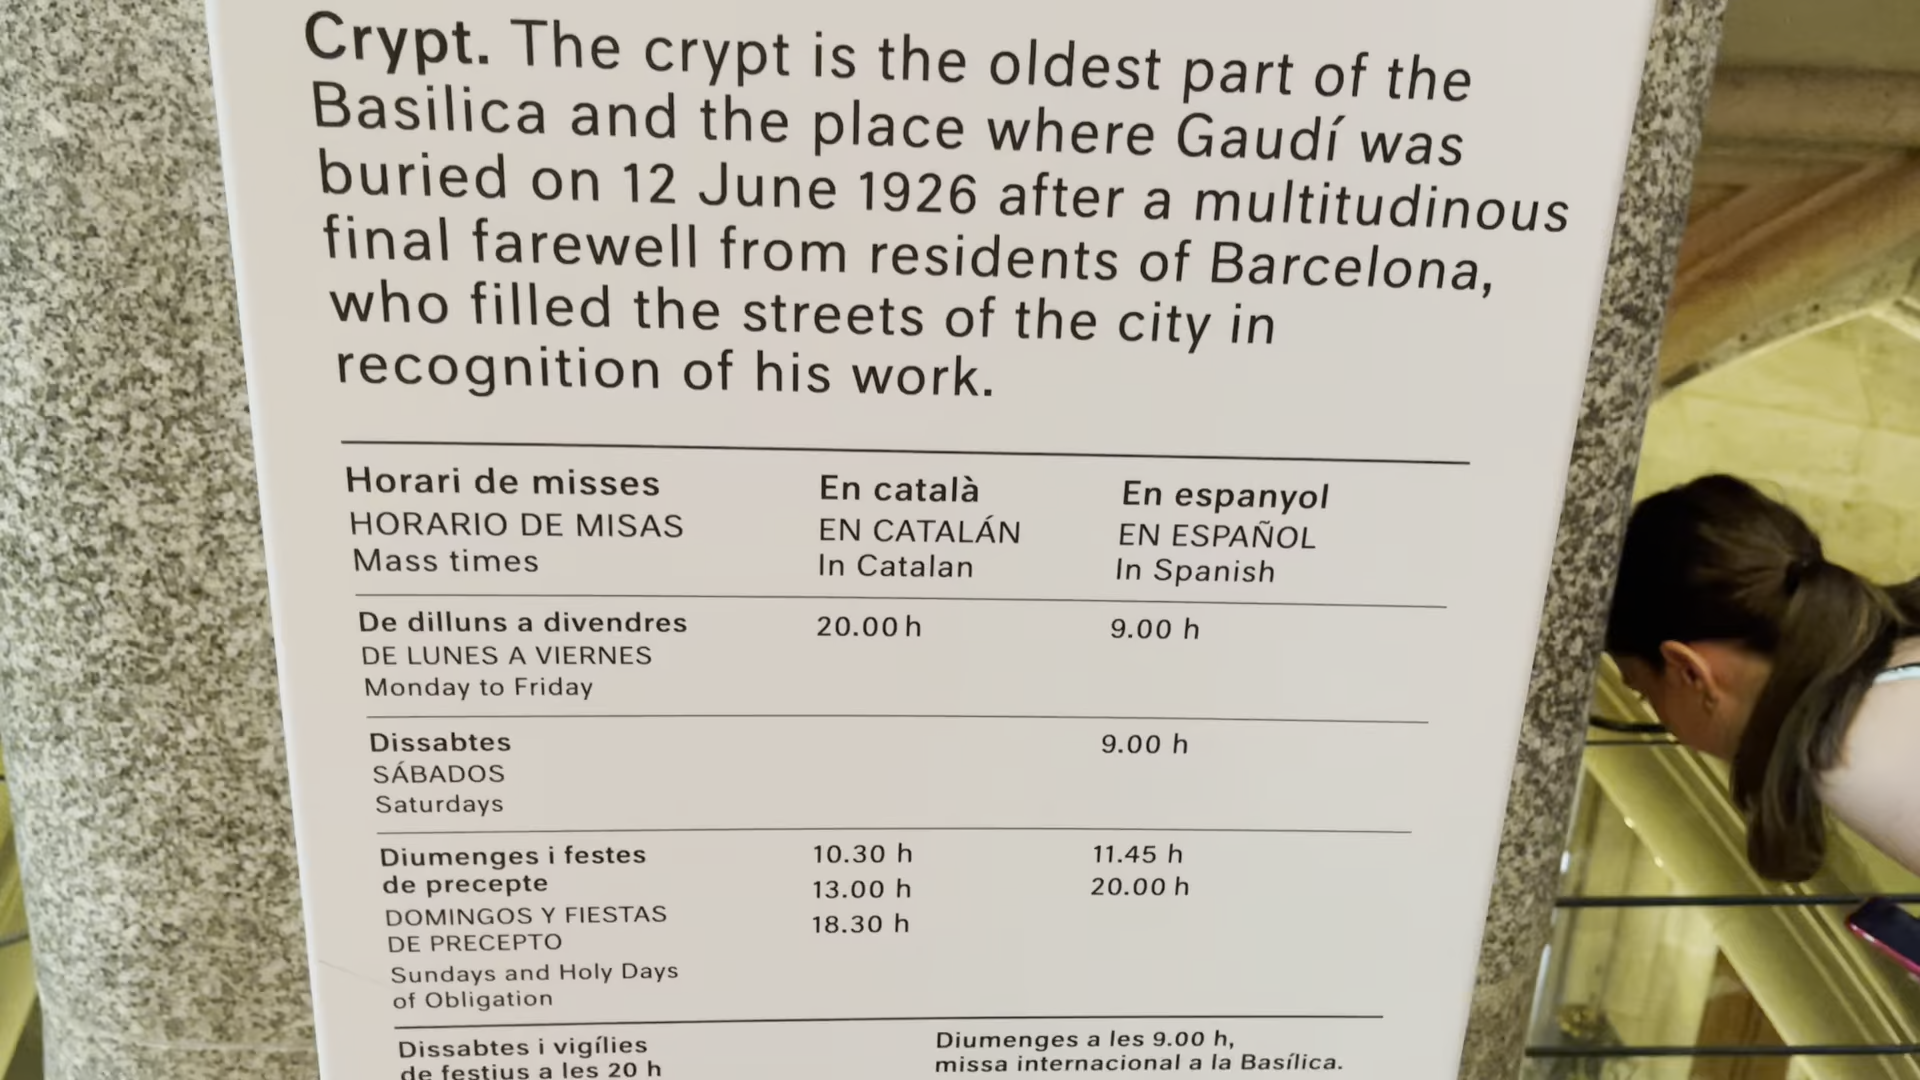 Crypt. The crypt is the oldest part of the
Basilica and the place where Gaudí was
buried on 12 June 1926 after a multitudinous
final farewell from residents of Barcelona,
who filled the streets of the city in
recognition of his work.
Horari de misses
HORARIO DE MISAS
Mass times
En català
EN CATALÁN
In Catalan
En espanyol
EN ESPAÑOL
In Spanish
De dilluns a divendres
DE LUNES A VIERNES
Monday to Friday
20.00 h
9.00 h
Dissabtes
SÁBADOS
Saturdays
9.00 h
Diumenges i festes
de precepte
DOMINGOS Y FIESTAS
DE PRECEPTO
Sundays and Holy Days
of Obligation
10.30 h
13.00 h
18.30 h
11.45 h
20.00 h
Dissabtes i vigílies
de festius a les 20 h
Diumenges a les 9.00 h,
missa internacional a la Basílica.